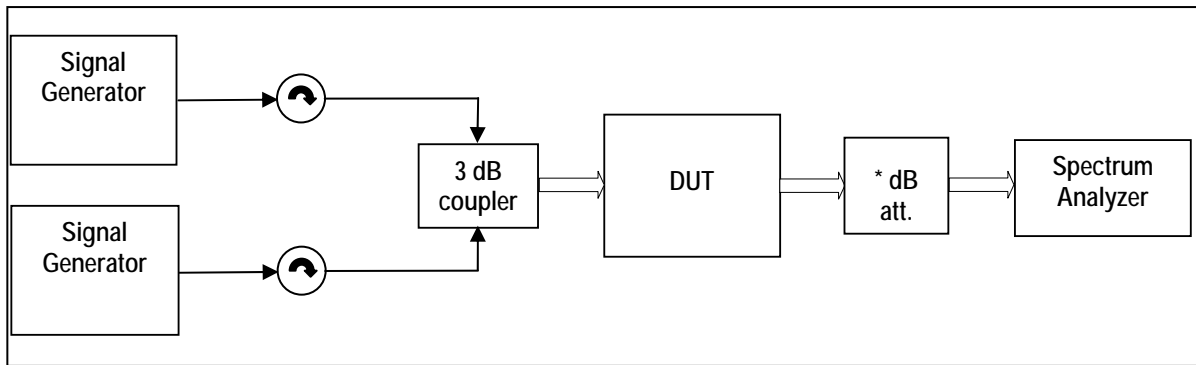 Signal
Generator
3 dB
coupler
DUT
* dB
att.
Spectrum
Analyzer
Signal
Generator